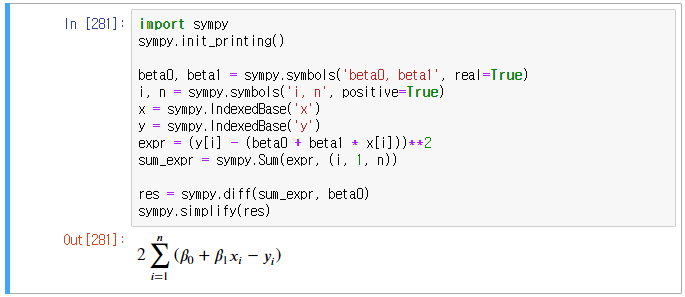 In [281]:
import sympy
sympy.init_printing()
beta0, beta1 = sympy.symbols('beta0, beta1', real=True)
i, n = sympy.symbols('i, n', positive=True)
x = sympy.IndexedBase('x')
y = sympy.IndexedBase('y')
expr = (y[i] - (beta0 + beta1 * x[i]))**2
sum_expr = sympy.Sum(expr, (i, 1, n))
res = sympy.diff(sum_expr, beta0)
sympy.simplify(res)
Out[281]:
2 ∑_{i=1}^{n} (β₀ + β₁xᵢ − yᵢ)